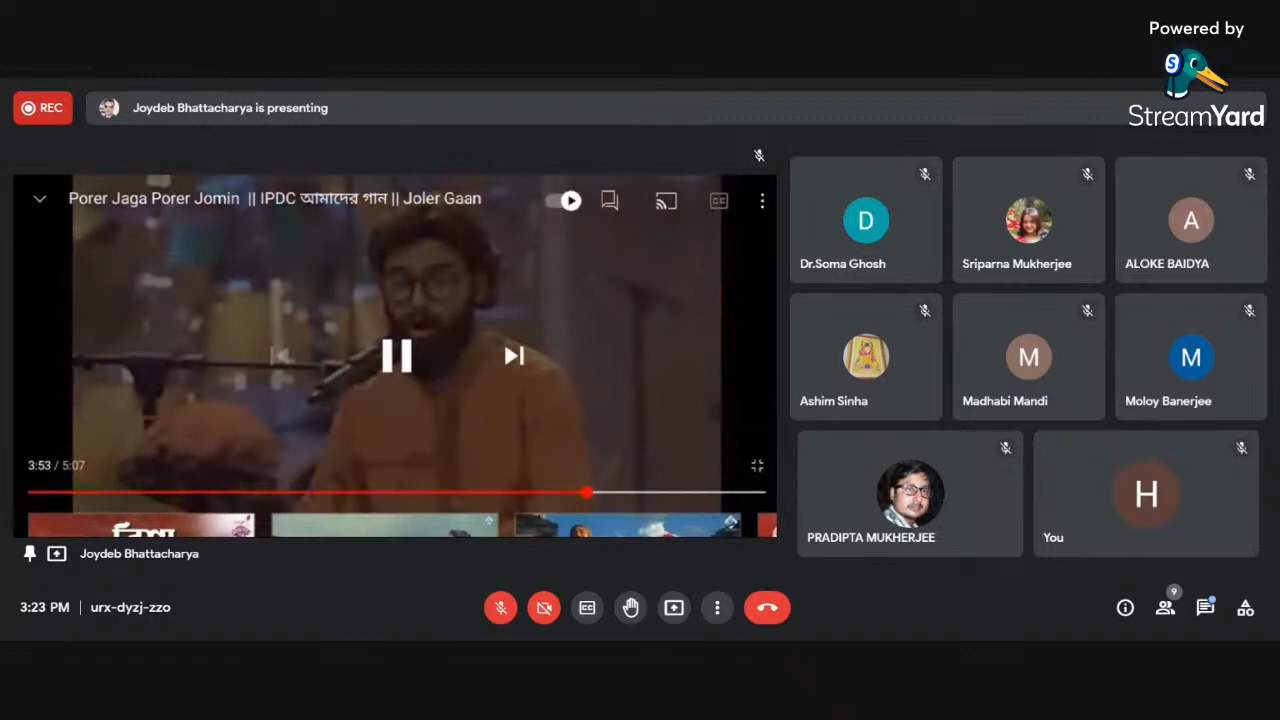 Powered by
StreamYard
REC
Joydeb Bhattacharya is presenting
Porer Jaga Porer Jomin || IPDC আমাদের গান || Joler Gaan
CC
3:53 / 5:07
Joydeb Bhattacharya
D
Dr.Soma Ghosh
Sriparna Mukherjee
A
ALOKE BAIDYA
Ashim Sinha
M
Madhabi Mandi
M
Moloy Banerjee
PRADIPTA MUKHERJEE
H
You
3:23 PM | urx-dyzj-zzo
CC
9